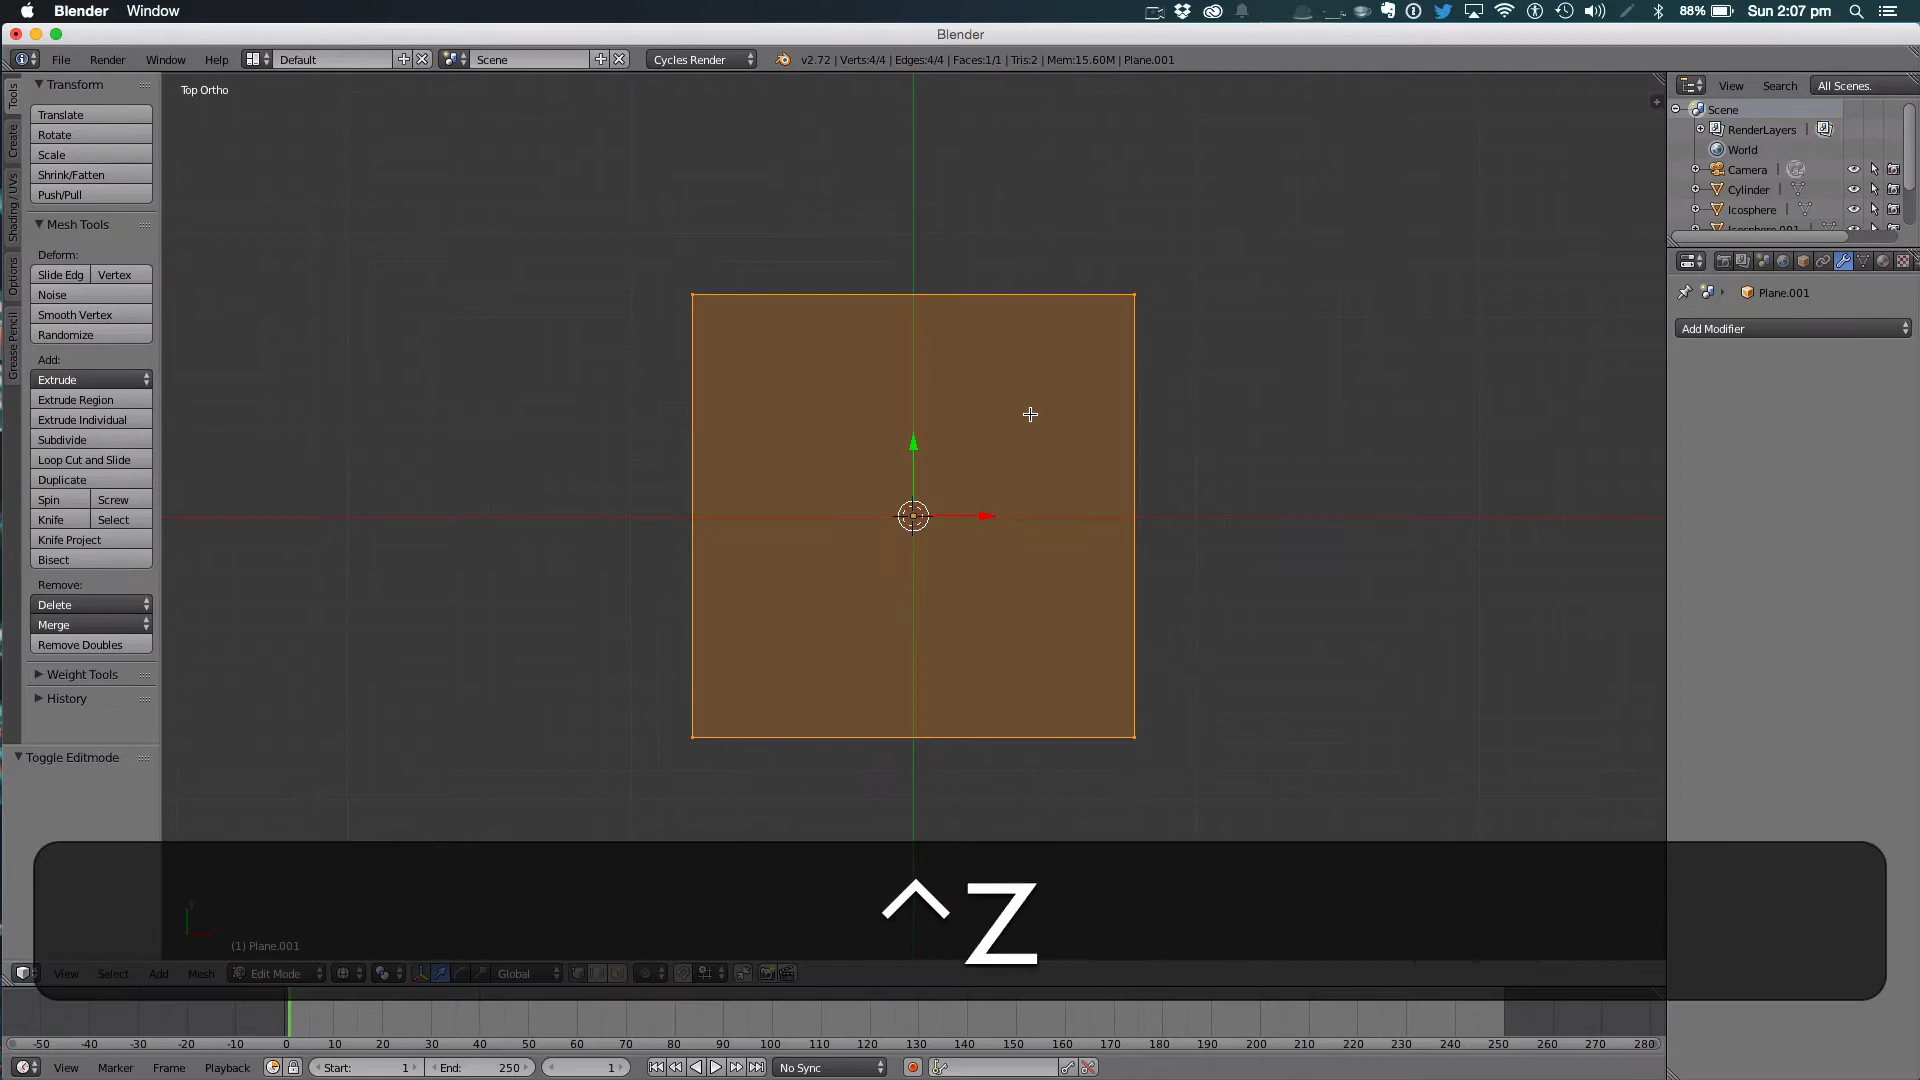 Blender Window 88% Sun 2:07 pm
Blender
File Render Window Help Default Scene Cycles Render v2.72 | Verts:4/4 | Edges:4/4 | Faces:1/1 | Tris:2 | Mem:15.60M | Plane.001
Tools
Create
Shading / UVs
Options
Grease Pencil
Transform
Translate
Rotate
Scale
Shrink/Fatten
Push/Pull
Mesh Tools
Deform:
Slide Edg Vertex
Noise
Smooth Vertex
Randomize
Add:
Extrude
Extrude Region
Extrude Individual
Subdivide
Loop Cut and Slide
Duplicate
Spin Screw
Knife Select
Knife Project
Bisect
Remove:
Delete
Merge
Remove Doubles
Weight Tools
History
Toggle Editmode
Top Ortho
View Search All Scenes.
Scene
RenderLayers
World
Camera
Cylinder
Icosphere
Icosphere.001
Plane.001
Add Modifier
^Z
(1) Plane.001
View Select Add Mesh Edit Mode Global
-50 -40 -30 -20 -10 0 10 20 30 40 50 60 70 80 90 100 110 120 130 140 150 160 170 180 190 200 210 220 230 240 250 260 270 280
View Marker Frame Playback Start: 1 End: 250 1 No Sync